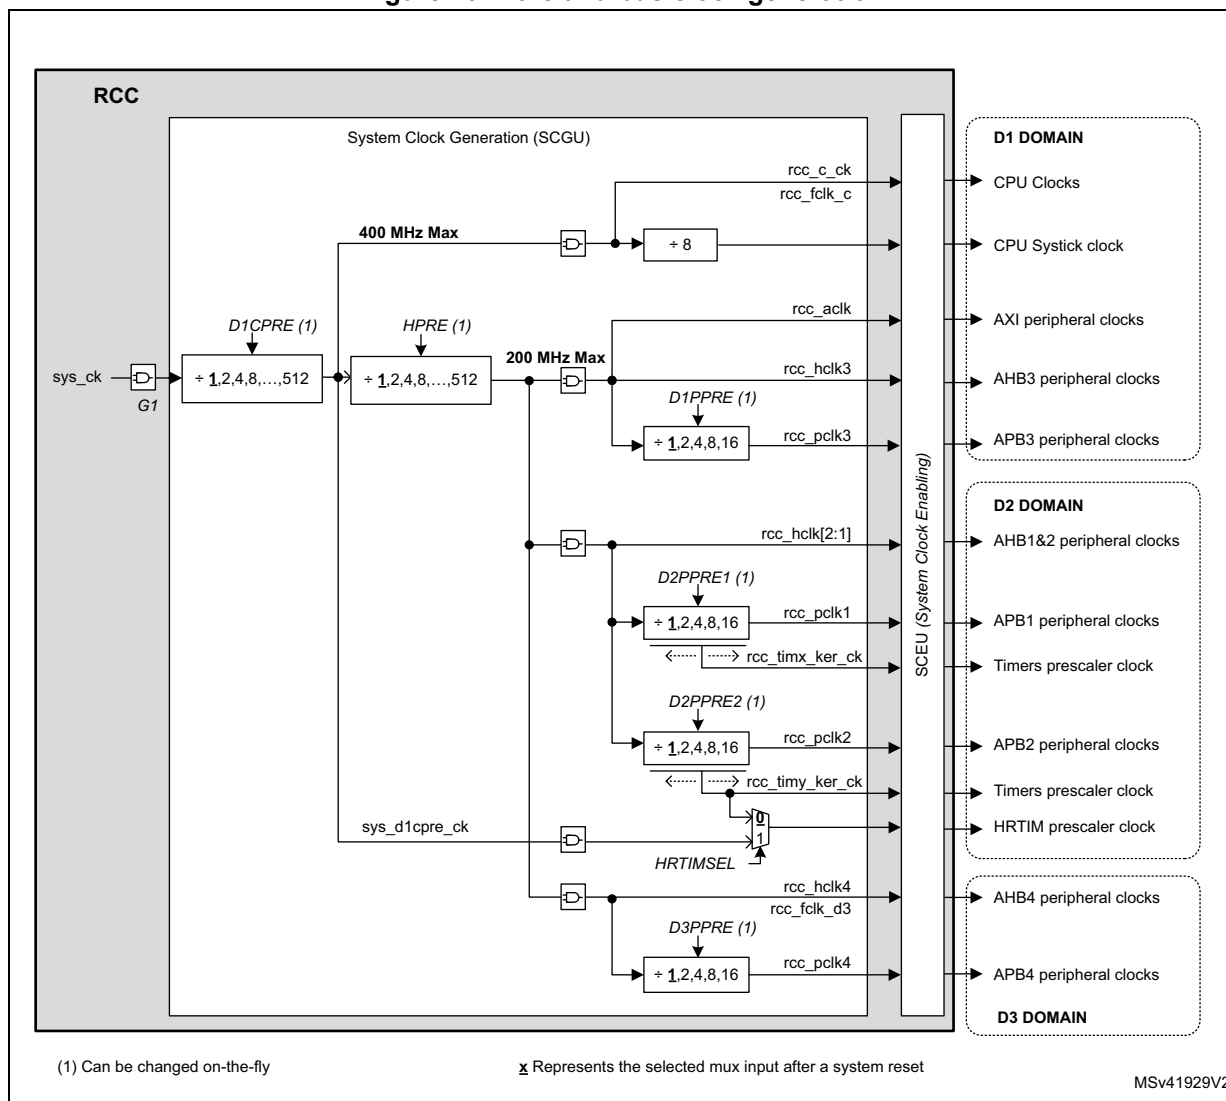 RCC
System Clock Generation (SCGU)
D1 DOMAIN
rcc_c_ck
rcc_fclk_c
CPU Clocks
400 MHz Max
÷ 8
CPU Systick clock
D1CPRE (1)
HPRE (1)
rcc_aclk
AXI peripheral clocks
sys_ck
G1
÷ 1,2,4,8,...,512
÷ 1,2,4,8,...,512
200 MHz Max
rcc_hclk3
AHB3 peripheral clocks
D1PPRE (1)
÷ 1,2,4,8,16
rcc_pclk3
APB3 peripheral clocks
SCEU (System Clock Enabling)
D2 DOMAIN
rcc_hclk[2:1]
AHB1&2 peripheral clocks
D2PPRE1 (1)
÷ 1,2,4,8,16
rcc_pclk1
APB1 peripheral clocks
rcc_timx_ker_ck
Timers prescaler clock
D2PPRE2 (1)
÷ 1,2,4,8,16
rcc_pclk2
APB2 peripheral clocks
rcc_timy_ker_ck
Timers prescaler clock
sys_d1cpre_ck
0
1
HRTIM prescaler clock
HRTIMSEL
rcc_hclk4
rcc_fclk_d3
AHB4 peripheral clocks
D3PPRE (1)
÷ 1,2,4,8,16
rcc_pclk4
APB4 peripheral clocks
D3 DOMAIN
(1) Can be changed on-the-fly
x Represents the selected mux input after a system reset
MSv41929V2